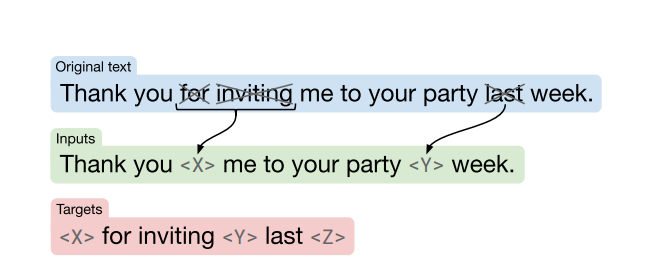 Original text
Thank you for inviting me to your party last week.
Inputs
Thank you <X> me to your party <Y> week.
Targets
<X> for inviting <Y> last <Z>